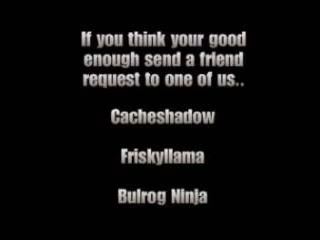 If you think your good
enough send a friend
request to one of us..
Cacheshadow
Friskyllama
Bulrog Ninja